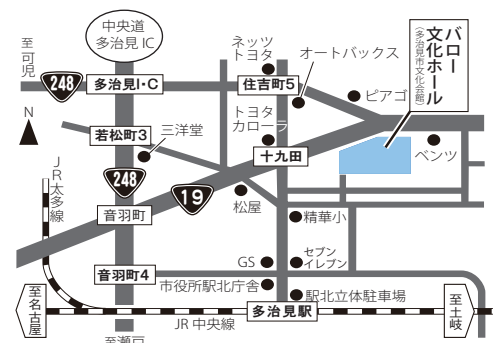 中央道
多治見IC
至可児
248
多治見I・C
N
若松町3
三洋堂
ネッツ
トヨタ
住吉町5
オートバックス
ピアゴ
バロー
文化ホール
(多治見市文化会館)
トヨタ
カローラ
十九田
ベンツ
JR太多線
248
19
音羽町
松屋
精華小
音羽町4
GS
セブン
イレブン
市役所駅北庁舎
駅北立体駐車場
至名古屋
多治見駅
至土岐
JR中央線
至瀬戸